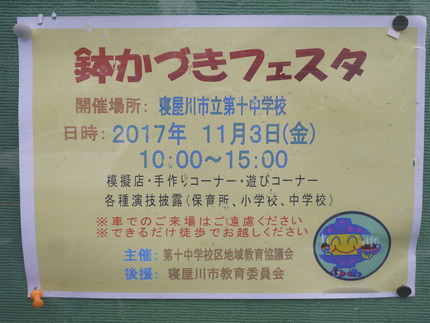 鉢かづきフェスタ
開催場所: 寝屋川市立第十中学校
日時: 2017年 11月3日(金)
10:00～15:00
模擬店・手作りコーナー・遊びコーナー
各種演技披露(保育所、小学校、中学校)
※車でのご来場はご遠慮ください
※できるだけ徒歩でお越しください
主催: 第十中学校区地域教育協議会
後援: 寝屋川市教育委員会